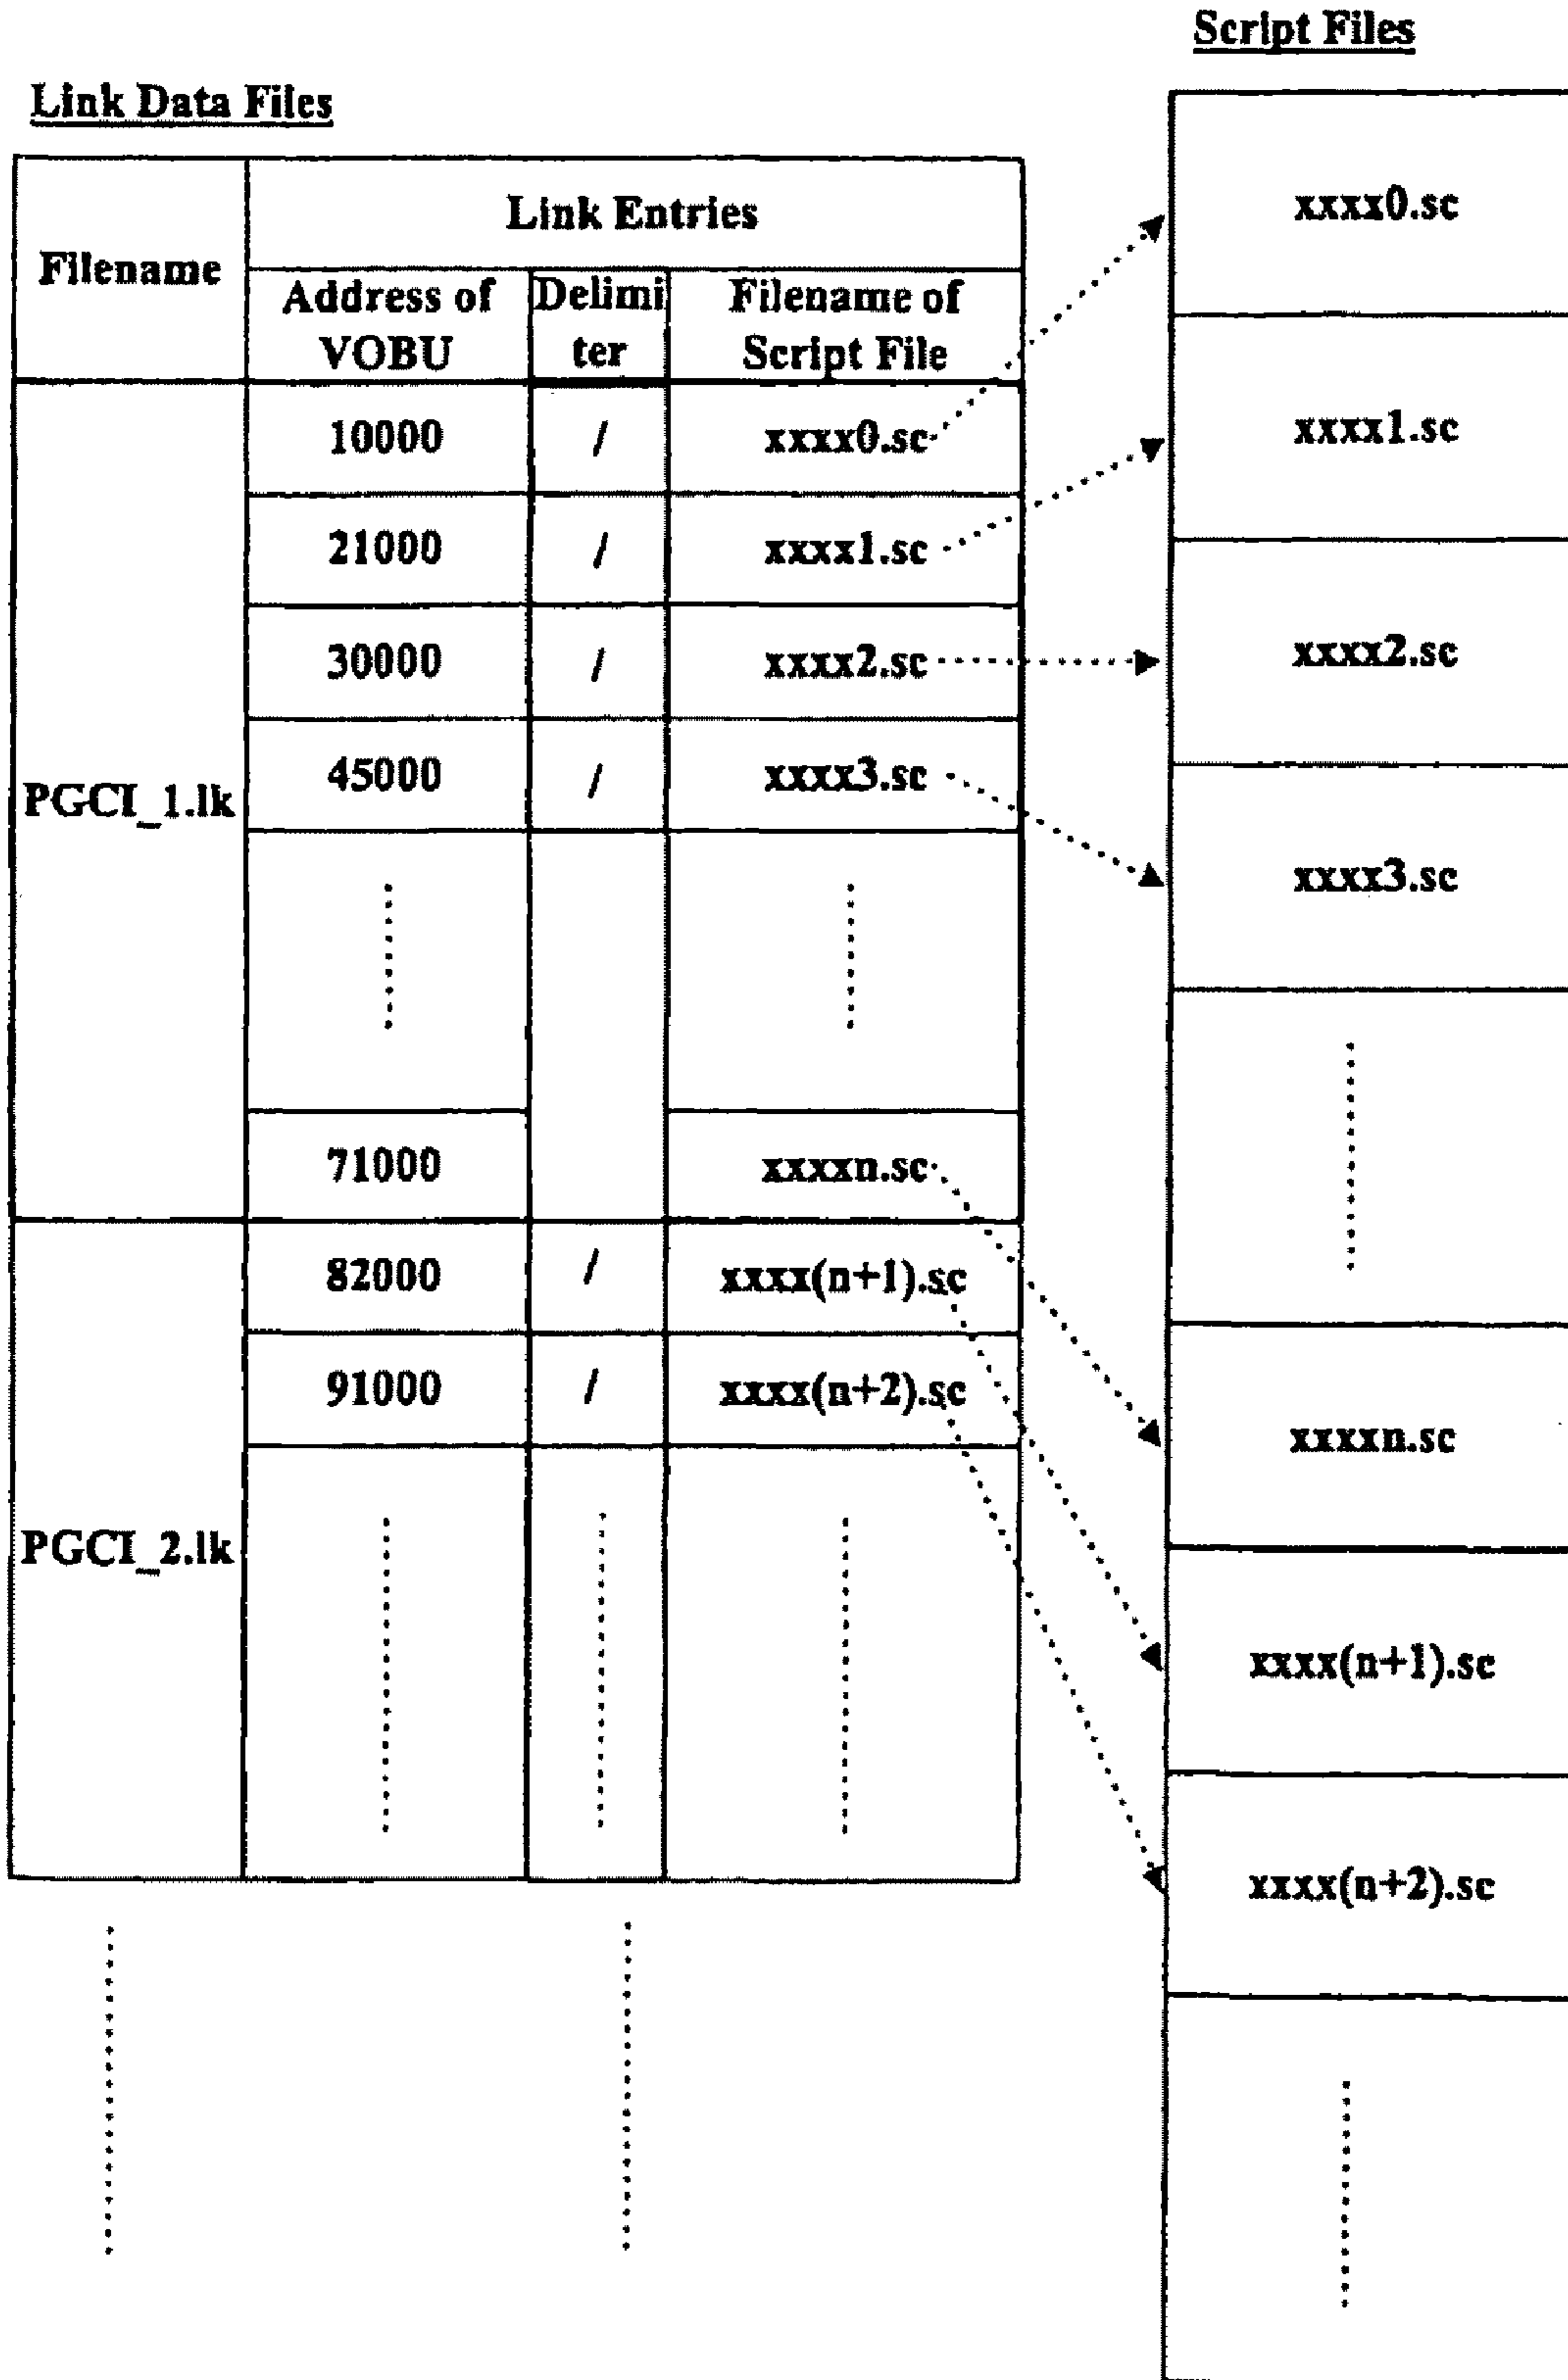 Script Files
Link Data Files
Filename
Link Entries
Address of
VOBU
Delimi
ter
Filename of
Script File
PGCI_1.lk
10000 / xxxx0.sc
21000 / xxxx1.sc
30000 / xxxx2.sc
45000 / xxxx3.sc
71000 xxxxn.sc
PGCI_2.lk
82000 / xxxx(n+1).sc
91000 / xxxx(n+2).sc
xxxx0.sc
xxxx1.sc
xxxx2.sc
xxxx3.sc
xxxxn.sc
xxxx(n+1).sc
xxxx(n+2).sc